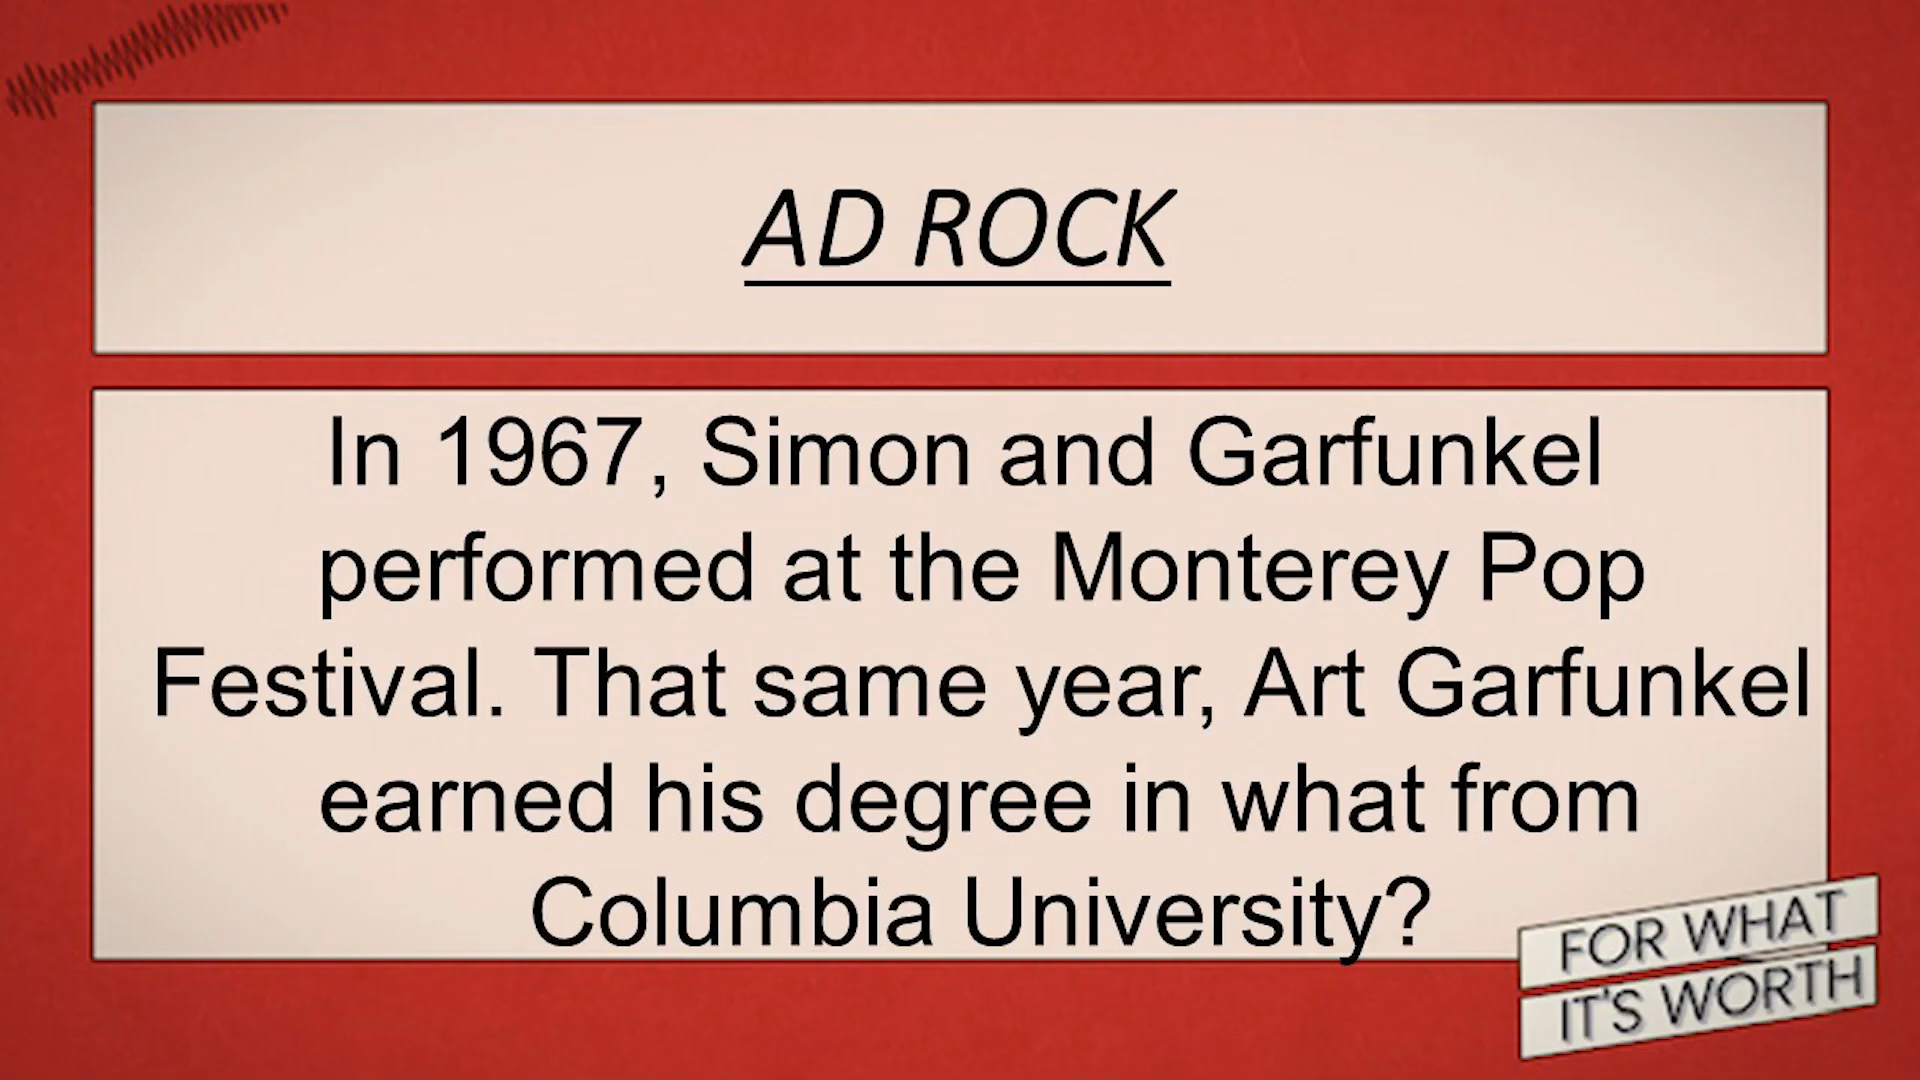 AD ROCK
In 1967, Simon and Garfunkel
performed at the Monterey Pop
Festival. That same year, Art Garfunkel
earned his degree in what from
Columbia University?
FOR WHAT
IT'S WORTH